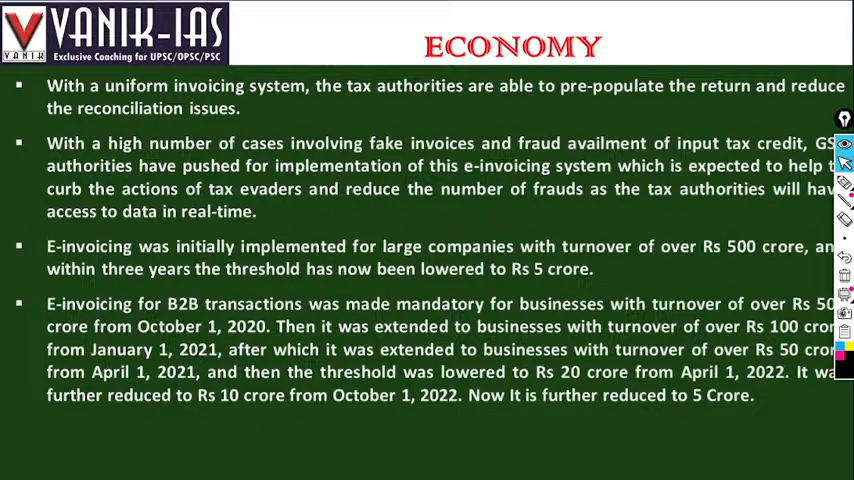 VANIK-IAS
VANIK
Exclusive Coaching for UPSC/OPSC/PSC
ECONOMY
▪ With a uniform invoicing system, the tax authorities are able to pre-populate the return and reduce
the reconciliation issues.
▪ With a high number of cases involving fake invoices and fraud availment of input tax credit, GS
authorities have pushed for implementation of this e-invoicing system which is expected to help t
curb the actions of tax evaders and reduce the number of frauds as the tax authorities will hav
access to data in real-time.
▪ E-invoicing was initially implemented for large companies with turnover of over Rs 500 crore, an
within three years the threshold has now been lowered to Rs 5 crore.
▪ E-invoicing for B2B transactions was made mandatory for businesses with turnover of over Rs 50
crore from October 1, 2020. Then it was extended to businesses with turnover of over Rs 100 cror
from January 1, 2021, after which it was extended to businesses with turnover of over Rs 50 cror
from April 1, 2021, and then the threshold was lowered to Rs 20 crore from April 1, 2022. It wa
further reduced to Rs 10 crore from October 1, 2022. Now It is further reduced to 5 Crore.